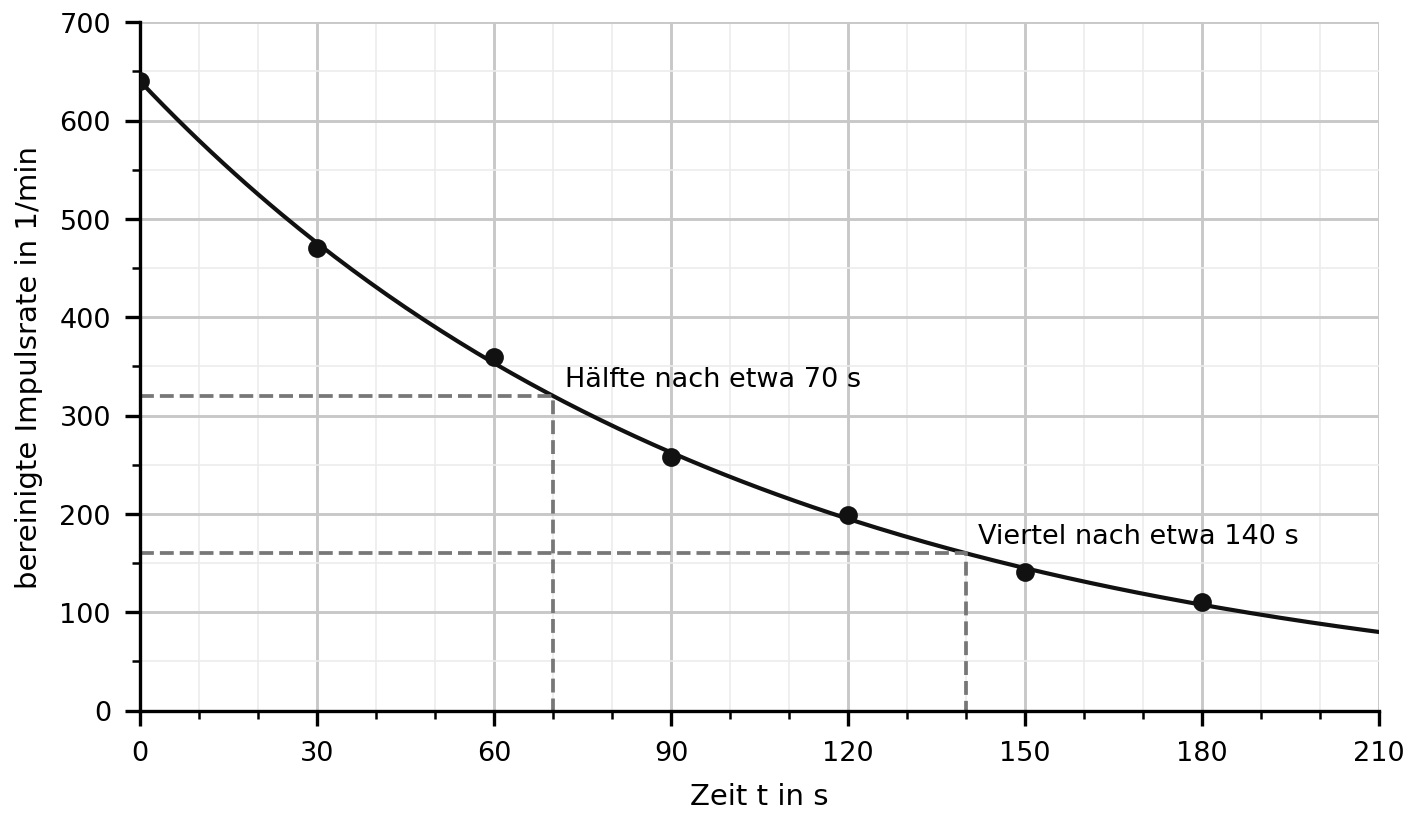 700
600
500
400
300
200
100
0
bereinigte Impulsrate in 1/min
Hälfte nach etwa 70 s
Viertel nach etwa 140 s
0 30 60 90 120 150 180 210
Zeit t in s